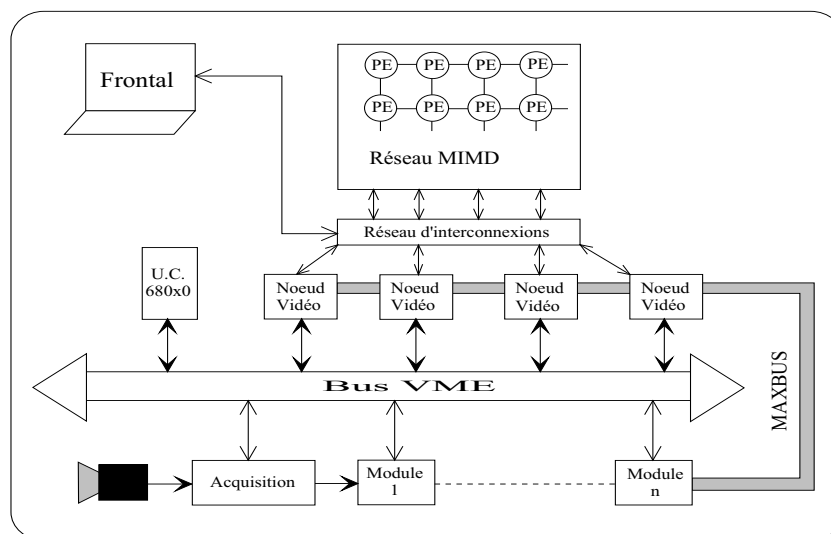 Frontal
PE PE PE PE
PE PE PE PE
Réseau MIMD
Réseau d'interconnexions
U.C.
680x0
Noeud
Vidéo
Noeud
Vidéo
Noeud
Vidéo
Noeud
Vidéo
Bus VME
MAXBUS
Acquisition
Module
1
Module
n